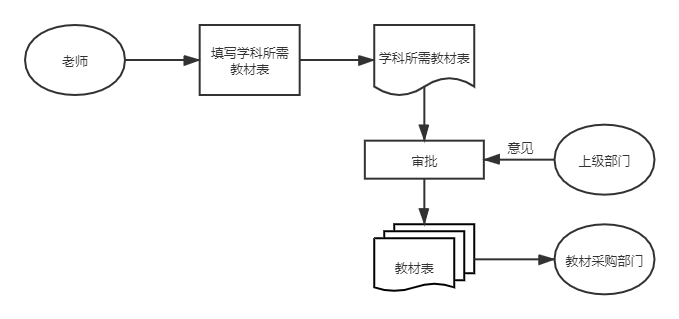 老师
填写学科所需
教材表
学科所需教材表
审批
意见
上级部门
教材表
教材采购部门